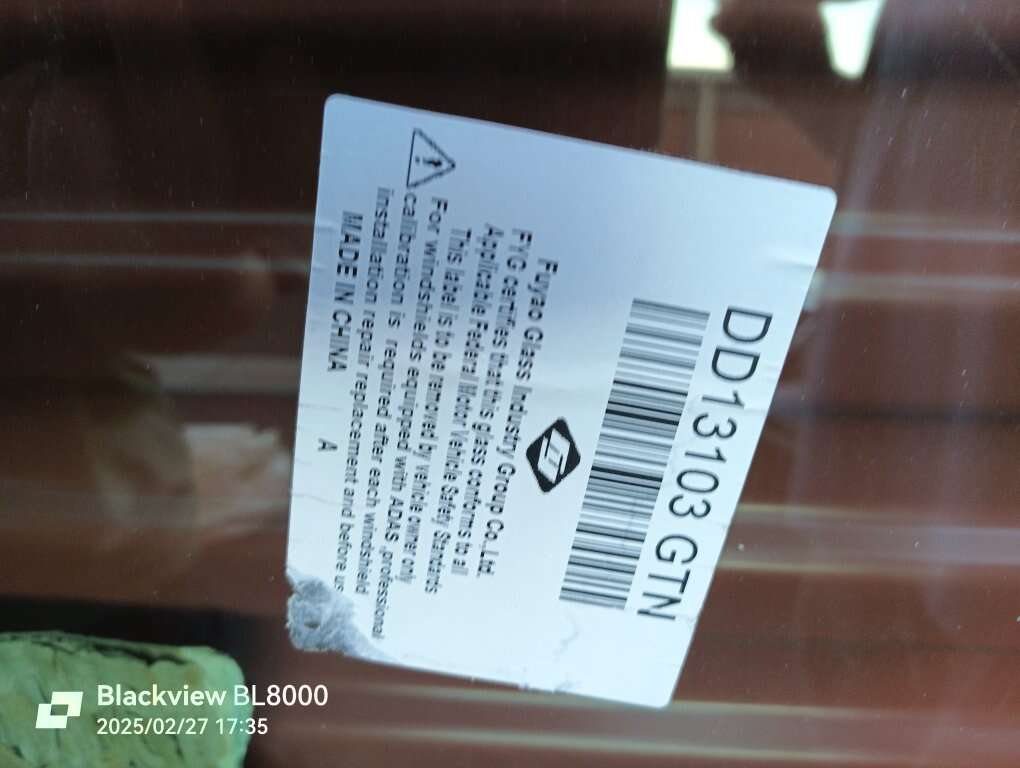 DD13103 GTN
Fuyao Glass Industry Group Co.,Ltd.
FYG certifies that this glass conforms to all
Applicable Federal Motor Vehicle Safety Standards
This label is to be removed by vehicle owner only
For windshields equipped with ADAS ,professional
calibration is required after each windshield
installation repair replacement and before us
MADE IN CHINA A
Blackview BL8000
2025/02/27 17:35